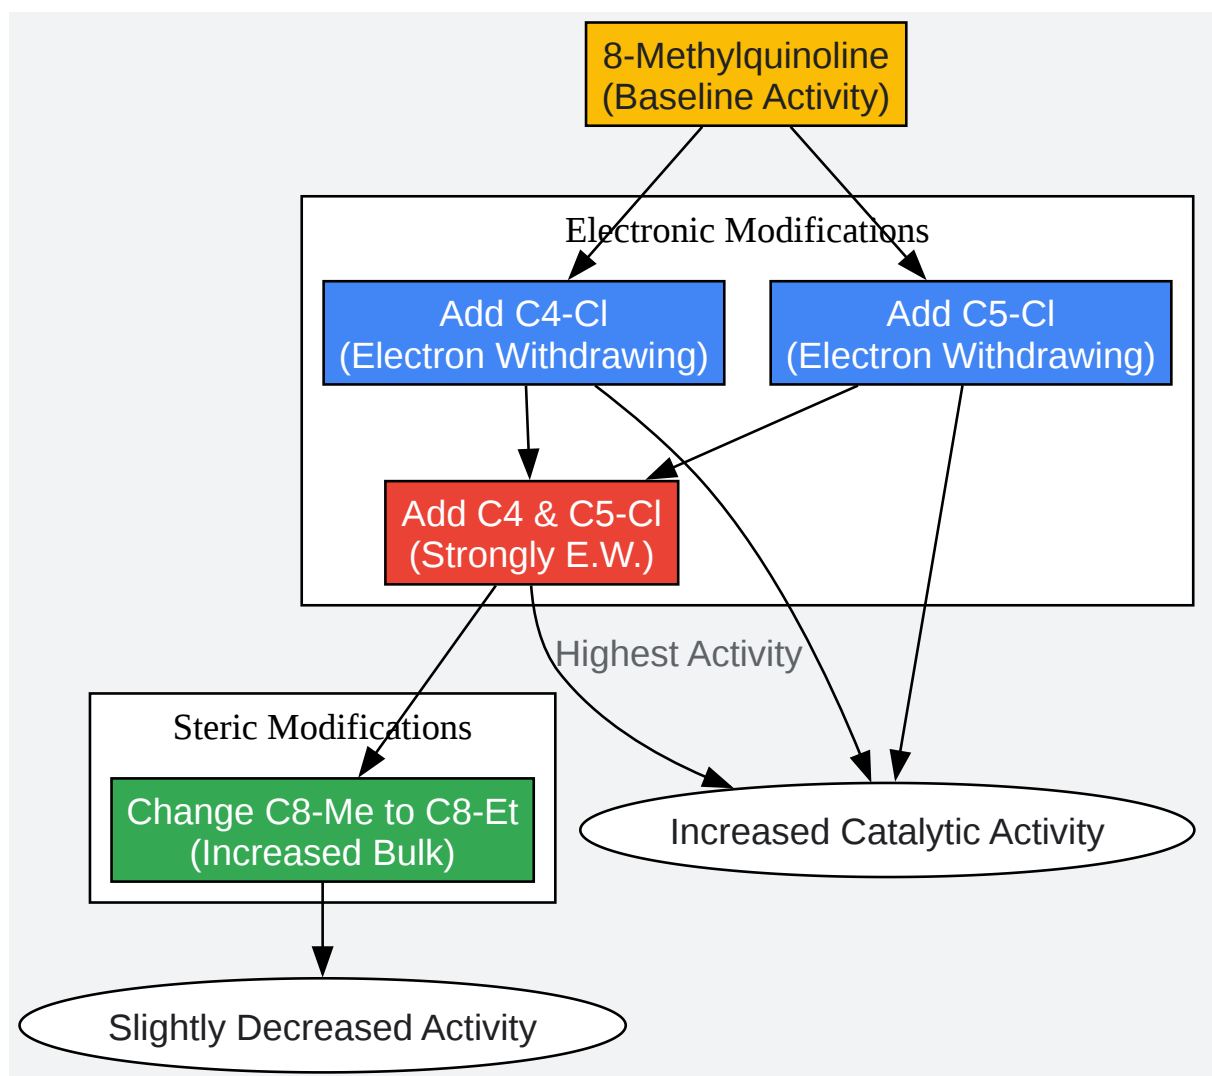 8-Methylquinoline
(Baseline Activity)
Electronic Modifications
Add C4-Cl
(Electron Withdrawing)
Add C5-Cl
(Electron Withdrawing)
Add C4 & C5-Cl
(Strongly E.W.)
Highest Activity
Steric Modifications
Change C8-Me to C8-Et
(Increased Bulk)
Increased Catalytic Activity
Slightly Decreased Activity